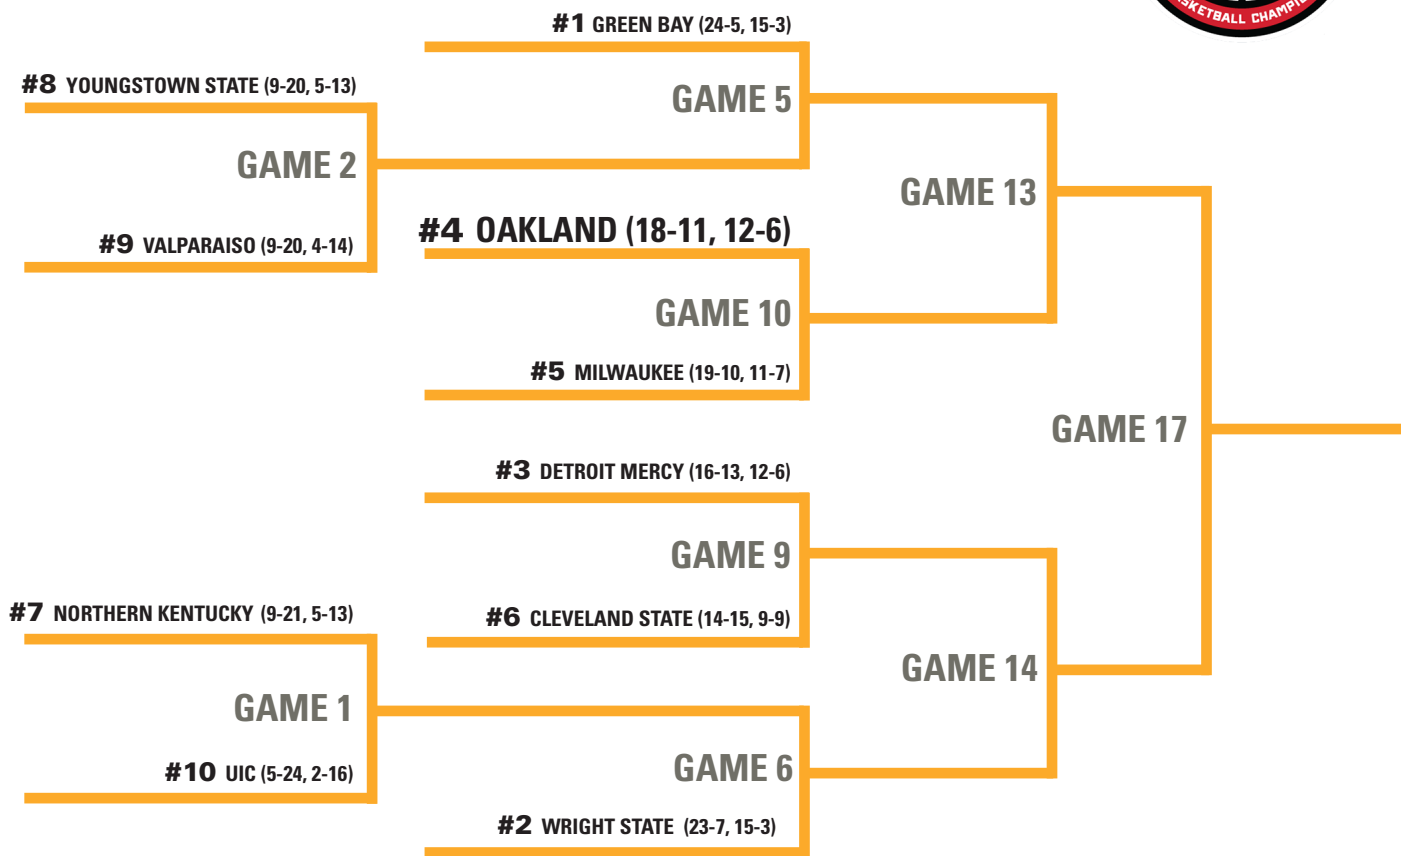 SKETBALL CHAMPI
#1 GREEN BAY (24-5, 15-3)
#8 YOUNGSTOWN STATE (9-20, 5-13)
GAME 5
GAME 2
GAME 13
#4 OAKLAND (18-11, 12-6)
#9 VALPARAISO (9-20, 4-14)
GAME 10
#5 MILWAUKEE (19-10, 11-7)
GAME 17
#3 DETROIT MERCY (16-13, 12-6)
GAME 9
#7 NORTHERN KENTUCKY (9-21, 5-13)
#6 CLEVELAND STATE (14-15, 9-9)
GAME 14
GAME 1
#10 UIC (5-24, 2-16)
GAME 6
#2 WRIGHT STATE (23-7, 15-3)